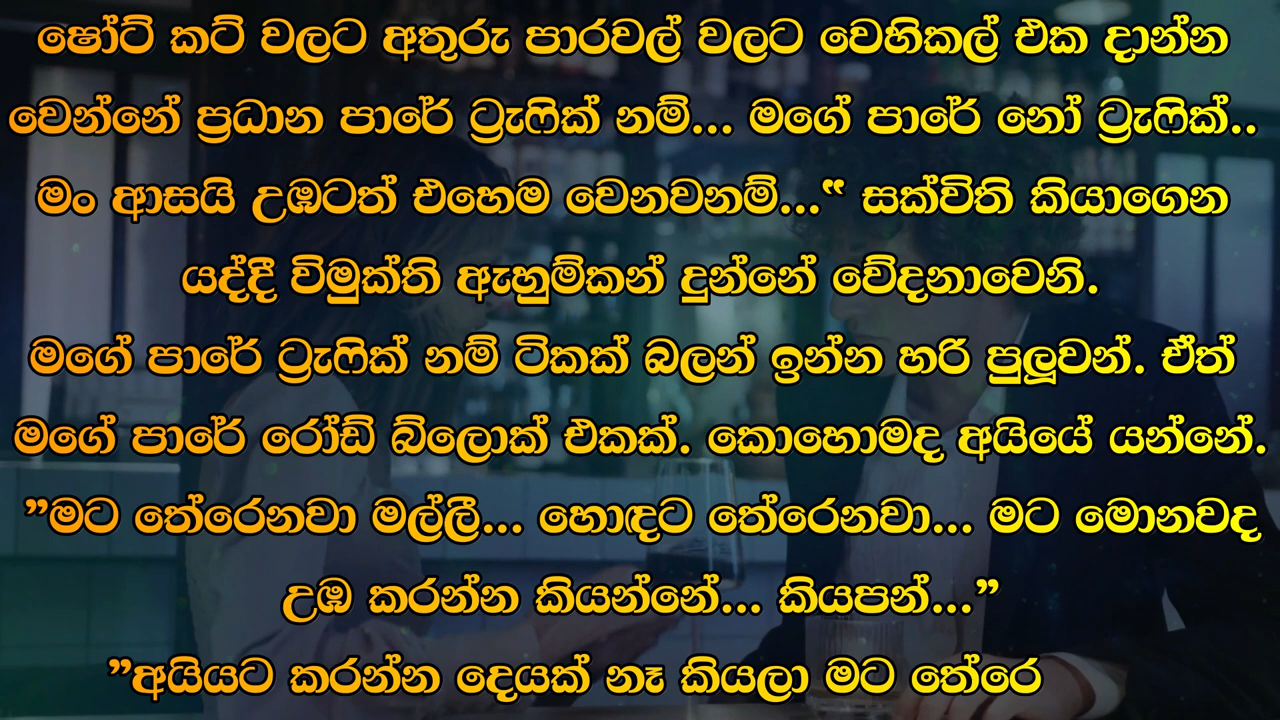 ෂෝට් කට් වලට අතුරු පාරවල් වලට වෙහිකල් එක දාන්න
වෙන්නේ ප්‍රධාන පාරේ ට්‍රැෆික් නම්... මගේ පාරේ නෝ ට්‍රැෆික්..
මං ආසයි උඹටත් එහෙම වෙනවනම්...“ සක්විති කියාගෙන
යද්දී විමුක්ති ඇහුම්කන් දුන්නේ වේදනාවෙනි.
මගේ පාරේ ට්‍රැෆික් නම් ටිකක් බලන් ඉන්න හරි පුලූවන්. ඒත්
මගේ පාරේ රෝඩ් බ්ලොක් එකක්. කොහොමද අයියේ යන්නේ.
”මට තේරෙනවා මල්ලී... හොඳට තේරෙනවා... මට මොනවද
උඹ කරන්න කියන්නේ... කියපන්...”
”අයියට කරන්න දෙයක් නෑ කියලා මට තේරෙ